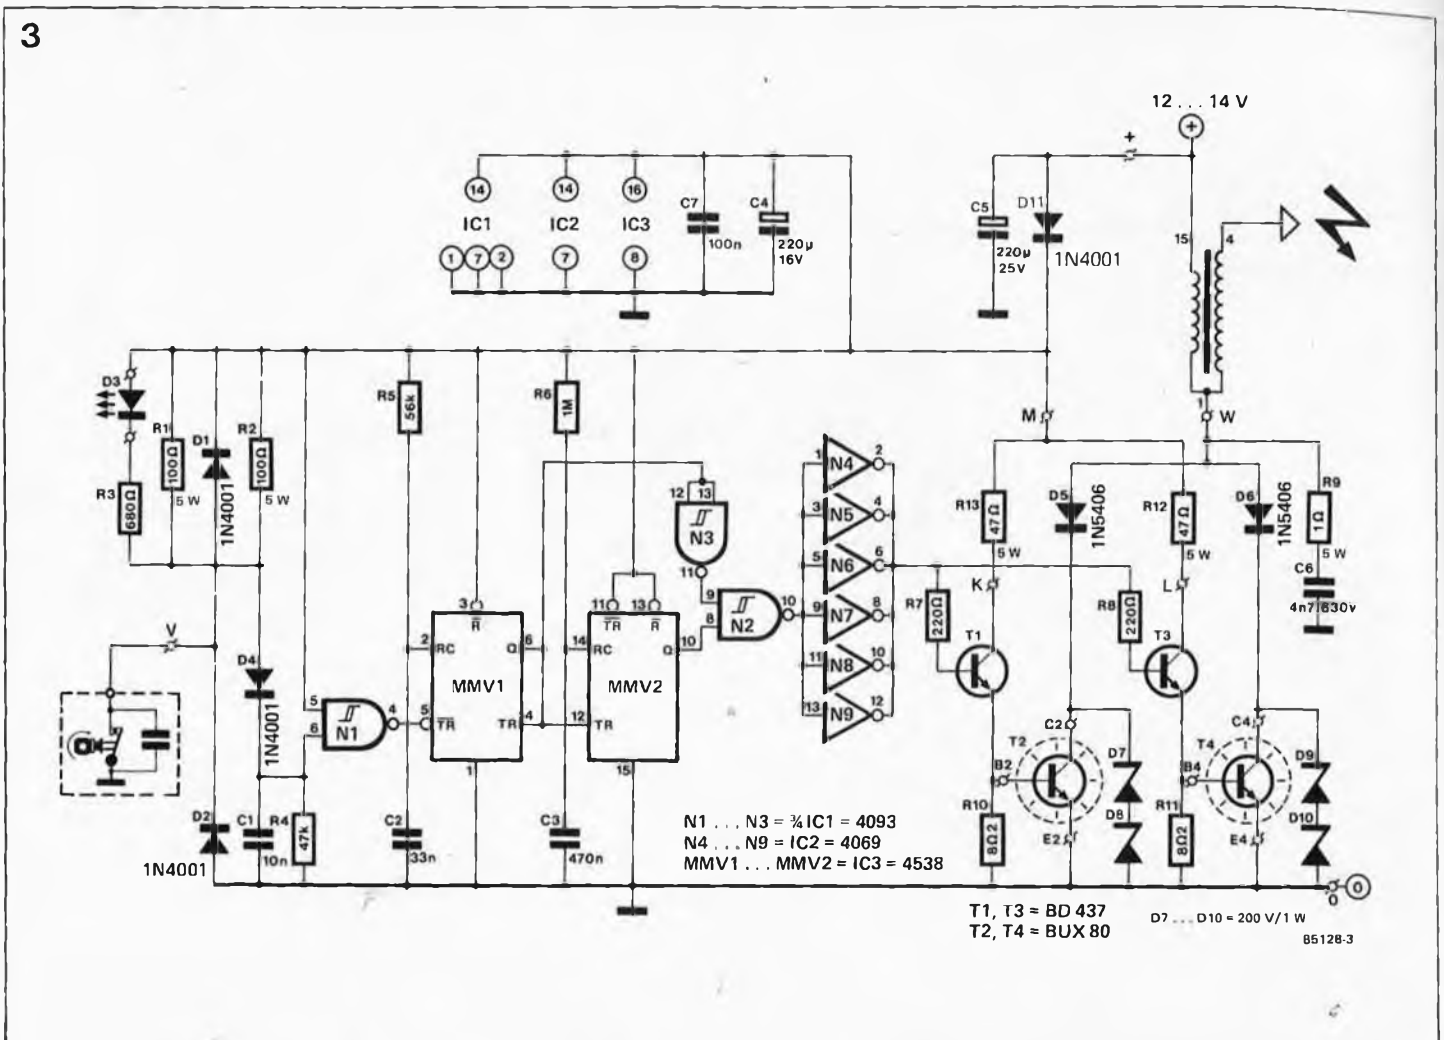 3
12 ... 14 V
+
+
14
14
16
IC1
IC2
IC3
1
7
2
7
8
C7
100n
C4
220µ
16V
C5
220µ
25V
D11
1N4001
15
4
1
W
M
D3
R1
100Ω
5 W
D1
1N4001
R2
100Ω
5 W
R3
680Ω
R5
56k
R6
1M
12
13
N3
11
1
N4
2
3
N5
4
5
N6
6
9
N7
8
11
N8
10
13
N9
12
R13
47Ω
5 W
D5
1N5406
R12
47Ω
5 W
D6
1N5406
R9
1Ω
5 W
C6
4n7/630v
K
L
V
D4
1N4001
5
6
N1
4
3
R
2
RC
Q
6
MMV1
5
TR
TR
4
1
11
13
TR
R
14
RC
Q
10
MMV2
12
TR
15
9
8
N2
10
R7
220Ω
T1
R8
220Ω
T3
C2
T2
B2
E2
D7
D8
C4
T4
B4
E4
D9
D10
R10
8Ω2
R11
8Ω2
D2
1N4001
C1
10n
R4
47k
C2
33n
C3
470n
N1 ... N3 = ¾ IC1 = 4093
N4 ... N9 = IC2 = 4069
MMV1 ... MMV2 = IC3 = 4538
0
0
T1, T3 = BD 437
T2, T4 = BUX 80
D7 ... D10 = 200 V/1 W
85128-3